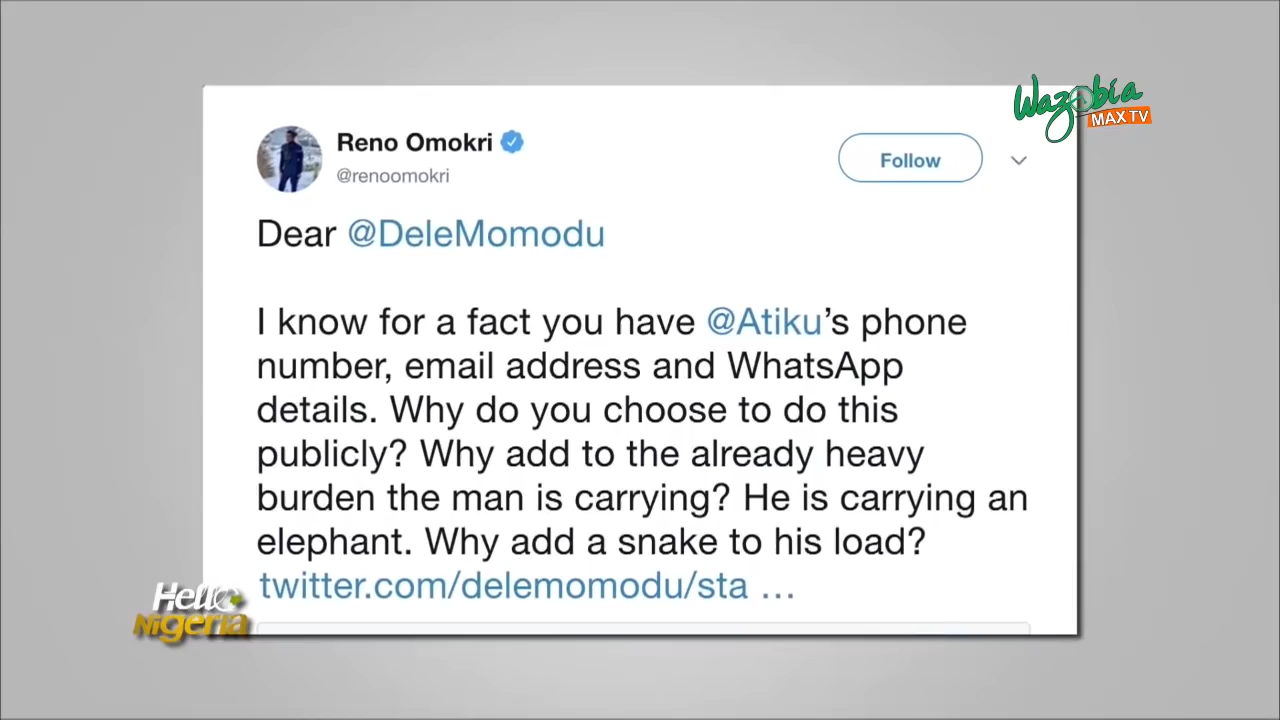 Wazobia
MAX TV
Reno Omokri
@renoomokri
Follow
Dear @DeleMomodu
I know for a fact you have @Atiku’s phone
number, email address and WhatsApp
details. Why do you choose to do this
publicly? Why add to the already heavy
burden the man is carrying? He is carrying an
elephant. Why add a snake to his load?
twitter.com/delemomodu/sta …
Hello
Nigeria